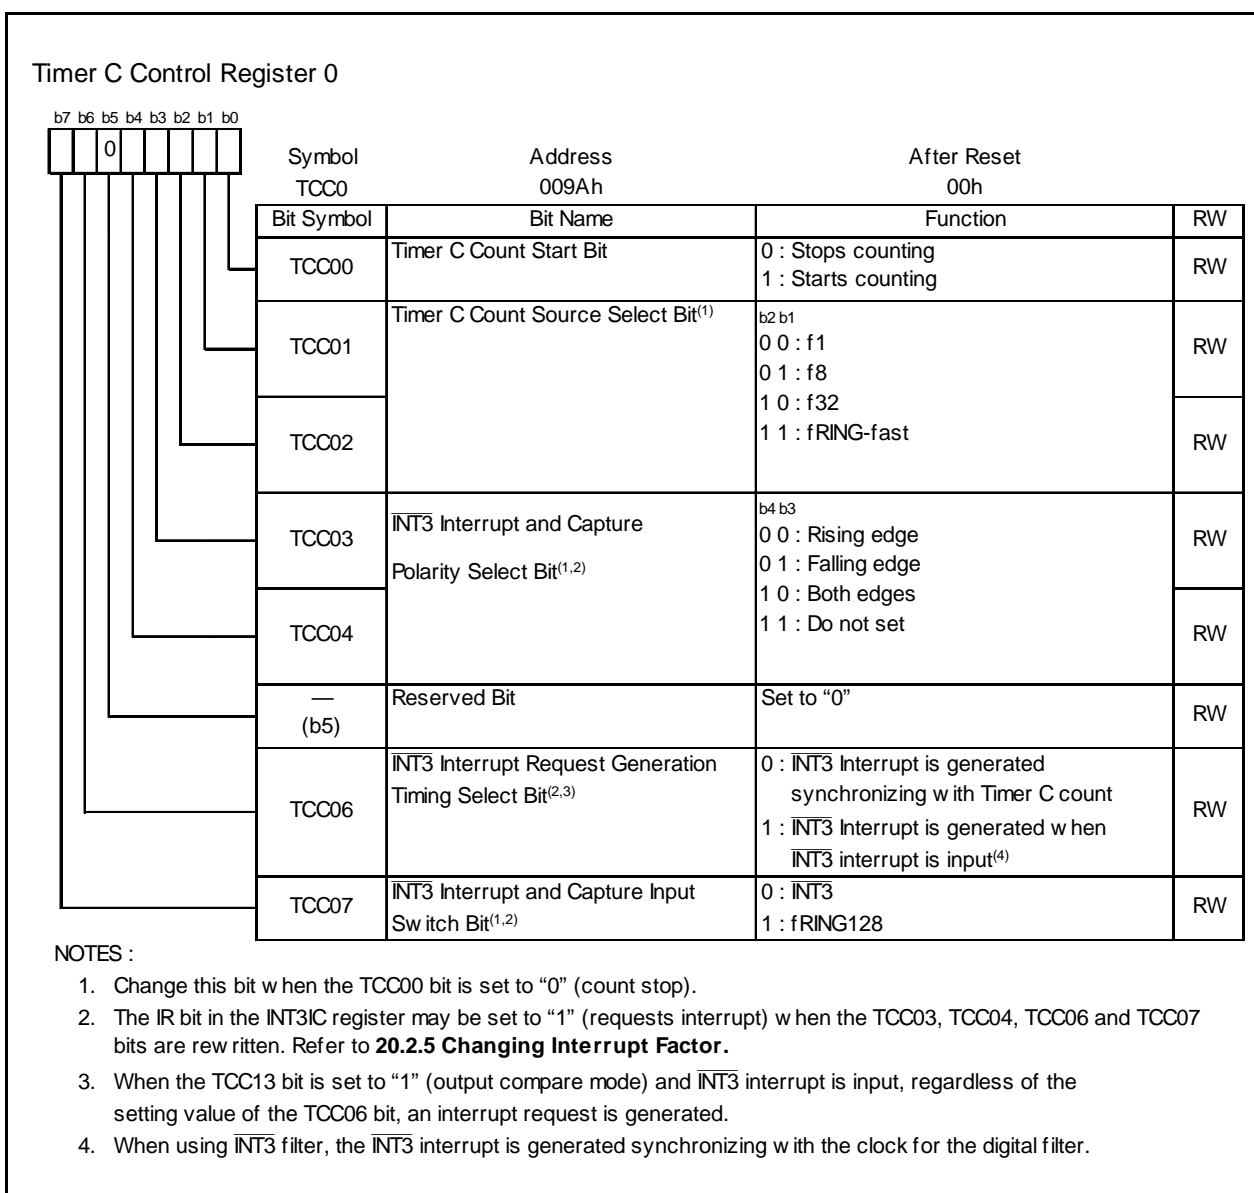 Timer C Control Register 0
b7 b6 b5 b4 b3 b2 b1 b0
0
Symbol Address After Reset
TCC0 009Ah 00h
Bit Symbol Bit Name Function RW
TCC00 Timer C Count Start Bit 0 : Stops counting RW
1 : Starts counting
TCC01 Timer C Count Source Select Bit(1) b2 b1 RW
0 0 : f1
0 1 : f8
1 0 : f32
TCC02 1 1 : fRING-fast RW
TCC03 INT3 Interrupt and Capture b4 b3 RW
Polarity Select Bit(1,2) 0 0 : Rising edge
0 1 : Falling edge
1 0 : Both edges
TCC04 1 1 : Do not set RW
— Reserved Bit Set to “0” RW
(b5)
TCC06 INT3 Interrupt Request Generation 0 : INT3 Interrupt is generated RW
Timing Select Bit(2,3) synchronizing with Timer C count
1 : INT3 Interrupt is generated when
INT3 interrupt is input(4)
TCC07 INT3 Interrupt and Capture Input 0 : INT3 RW
Switch Bit(1,2) 1 : fRING128
NOTES :
1. Change this bit when the TCC00 bit is set to “0” (count stop).
2. The IR bit in the INT3IC register may be set to “1” (requests interrupt) when the TCC03, TCC04, TCC06 and TCC07
bits are rewritten. Refer to 20.2.5 Changing Interrupt Factor.
3. When the TCC13 bit is set to “1” (output compare mode) and INT3 interrupt is input, regardless of the
setting value of the TCC06 bit, an interrupt request is generated.
4. When using INT3 filter, the INT3 interrupt is generated synchronizing with the clock for the digital filter.